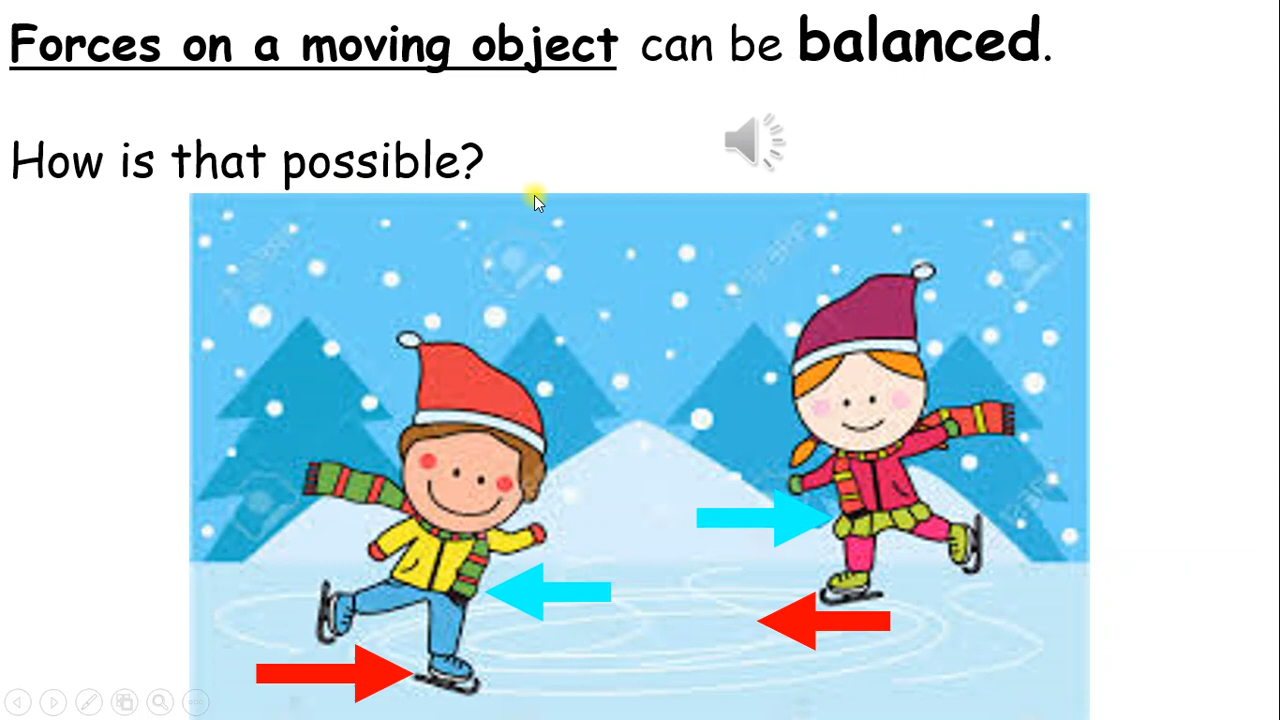 Forces on a moving object can be balanced.
How is that possible?